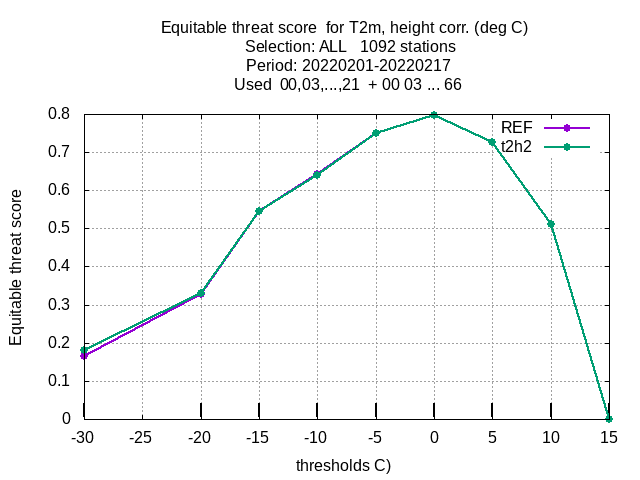 Equitable threat score  for T2m, height corr. (deg C)
Selection: ALL   1092 stations
Period: 20220201-20220217
Used  00,03,...,21  + 00 03 ... 66
REF
t2h2
Equitable threat score
0.8
0.7
0.6
0.5
0.4
0.3
0.2
0.1
0
-30 -25 -20 -15 -10 -5 0 5 10 15
thresholds C)